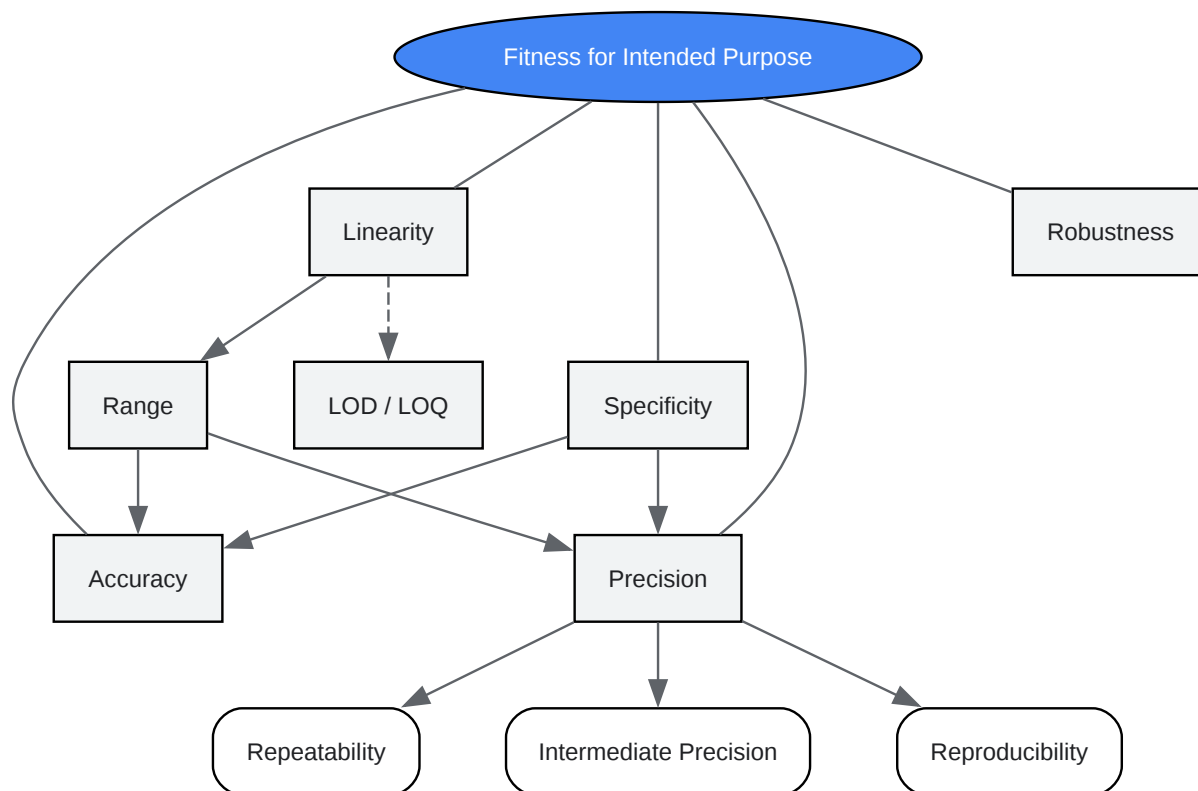 Fitness for Intended Purpose
Linearity
Robustness
Range
LOD / LOQ
Specificity
Accuracy
Precision
Repeatability
Intermediate Precision
Reproducibility